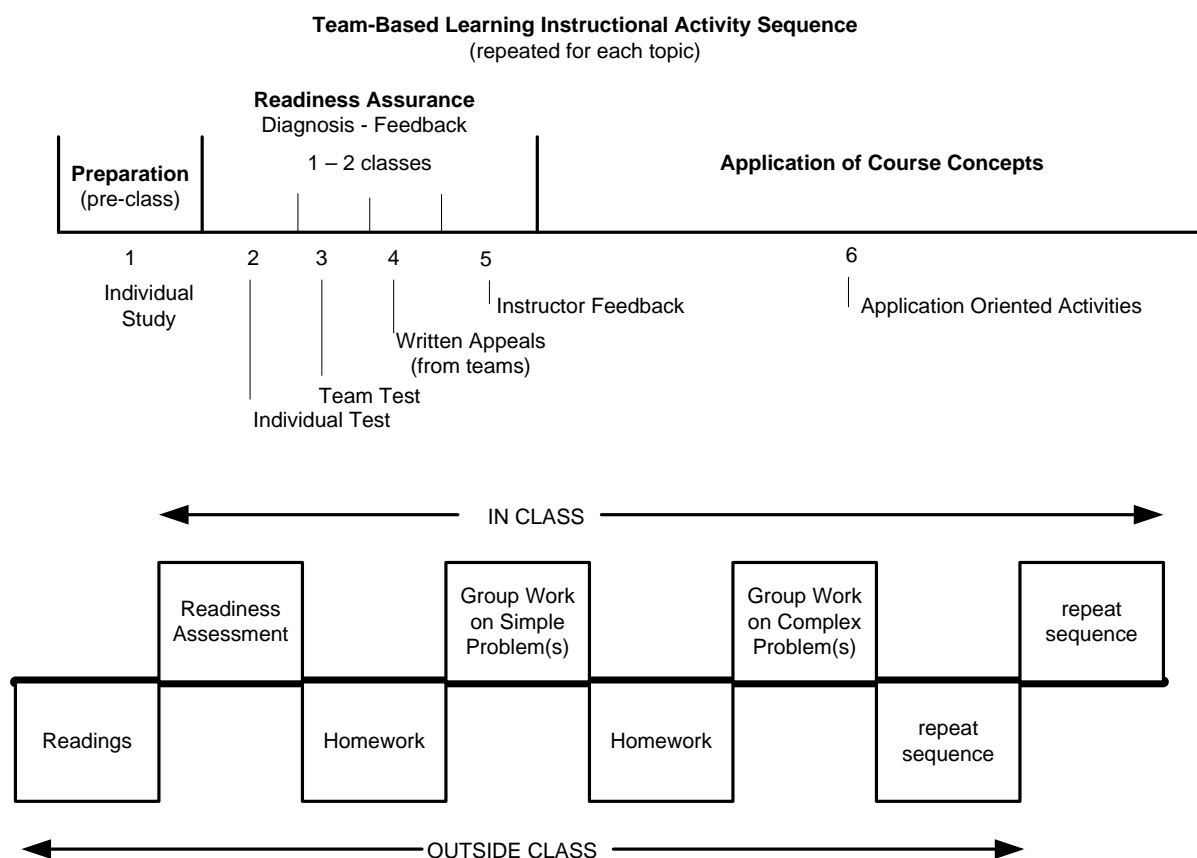 Team-Based Learning Instructional Activity Sequence
(repeated for each topic)
Readiness Assurance
Diagnosis - Feedback
1 – 2 classes
Preparation
(pre-class)
Application of Course Concepts
1
2
3
4
5
6
Individual
Study
Instructor Feedback
Application Oriented Activities
Written Appeals
(from teams)
Team Test
Individual Test
IN CLASS
Readiness
Assessment
Group Work
on Simple
Problem(s)
Group Work
on Complex
Problem(s)
repeat
sequence
Readings
Homework
Homework
repeat
sequence
OUTSIDE CLASS